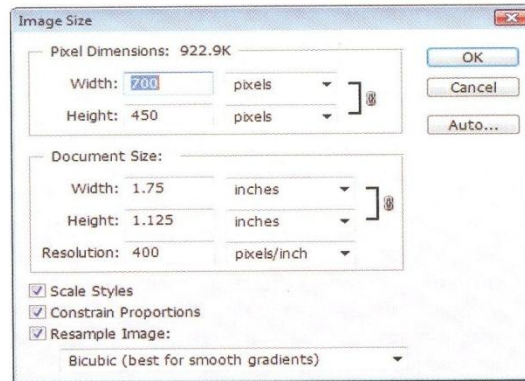 Image Size
Pixel Dimensions: 922.9K
OK
Width: 700 pixels
Cancel
Height: 450 pixels
Auto...
Document Size:
Width: 1.75 inches
Height: 1.125 inches
Resolution: 400 pixels/inch
Scale Styles
Constrain Proportions
Resample Image:
Bicubic (best for smooth gradients)